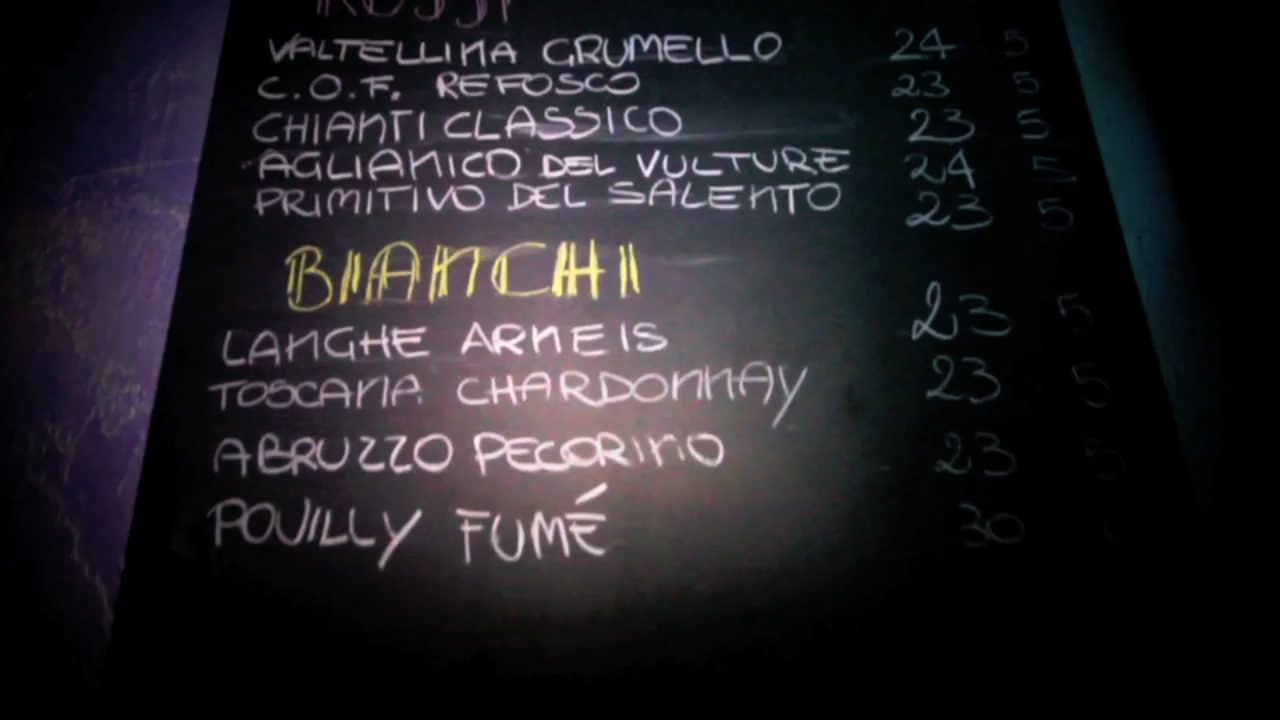 ROSSI
VALTELLINA GRUMELLO 24 5
C.O.F. REFOSCO 23 5
CHIANTI CLASSICO 23 5
AGLIANICO DEL VULTURE 24 5
PRIMITIVO DEL SALENTO 23 5
BIANCHI
LANGHE ARNEIS 23 5
TOSCANA CHARDONNAY 23 5
ABRUZZO PECORINO 23 5
POUILLY FUMÉ 30